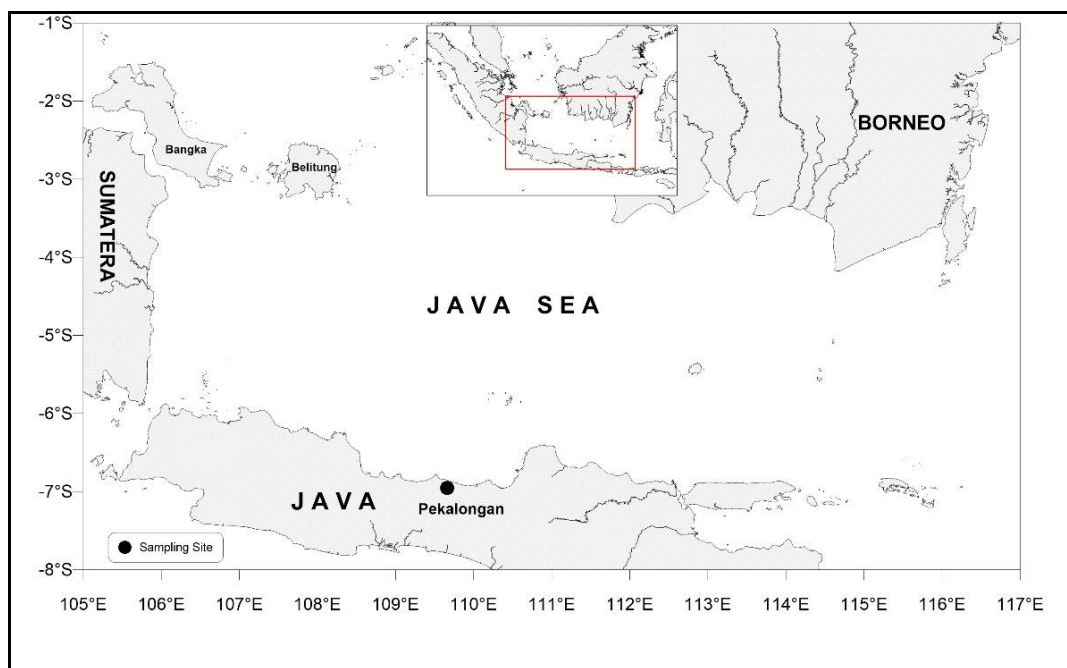 -1°S
-2°S
-3°S
-4°S
-5°S
-6°S
-7°S
-8°S
BORNEO
Bangka
Belitung
SUMATERA
JAVA SEA
JAVA
Pekalongan
Sampling Site
105°E 106°E 107°E 108°E 109°E 110°E 111°E 112°E 113°E 114°E 115°E 116°E 117°E